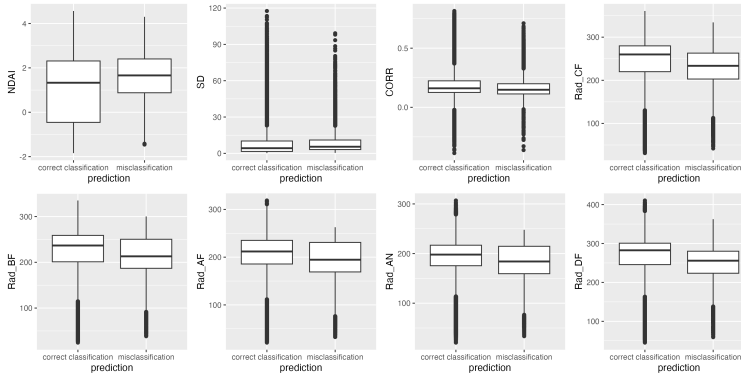 NDAI
4
2
0
-2
correct classification misclassification
prediction
SD
120
90
60
30
0
correct classification misclassification
prediction
CORR
0.5
0.0
correct classification misclassification
prediction
Rad_CF
300
200
100
correct classification misclassification
prediction
Rad_BF
300
200
100
correct classification misclassification
prediction
Rad_AF
300
200
100
correct classification misclassification
prediction
Rad_AN
300
200
100
correct classification misclassification
prediction
Rad_DF
400
300
200
100
correct classification misclassification
prediction